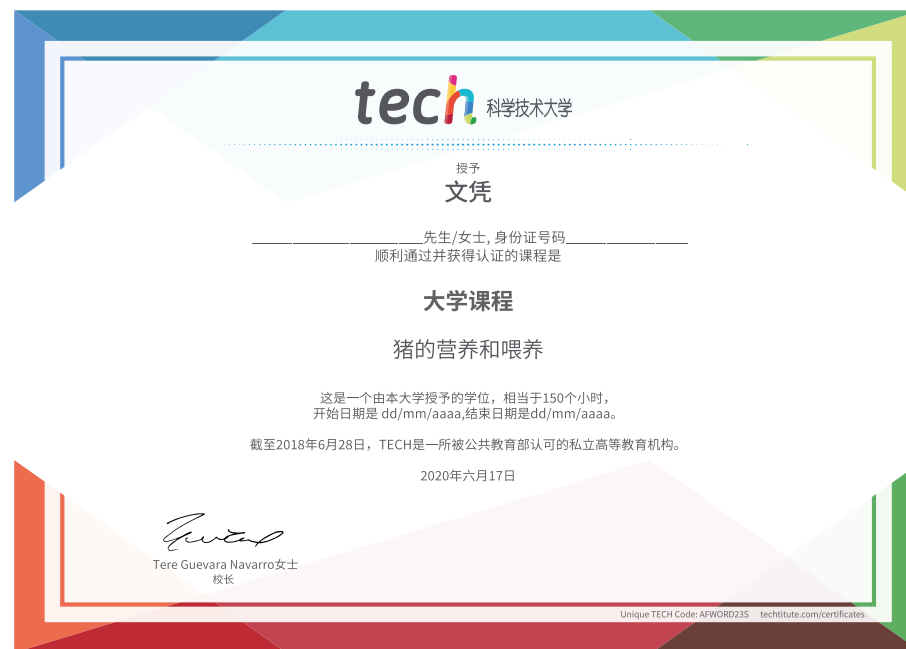 tech 科学技术大学
授予
文凭
____________________先生/女士, 身份证号码______________
顺利通过并获得认证的课程是
大学课程
猪的营养和喂养
这是一个由本大学授予的学位，相当于150个小时，
开始日期是 dd/mm/aaaa,结束日期是dd/mm/aaaa。
截至2018年6月28日，TECH是一所被公共教育部认可的私立高等教育机构。
2020年六月17日
Tere Guevara Navarro女士
校长
Unique TECH Code: AFWORD23S techtitute.com/certificates